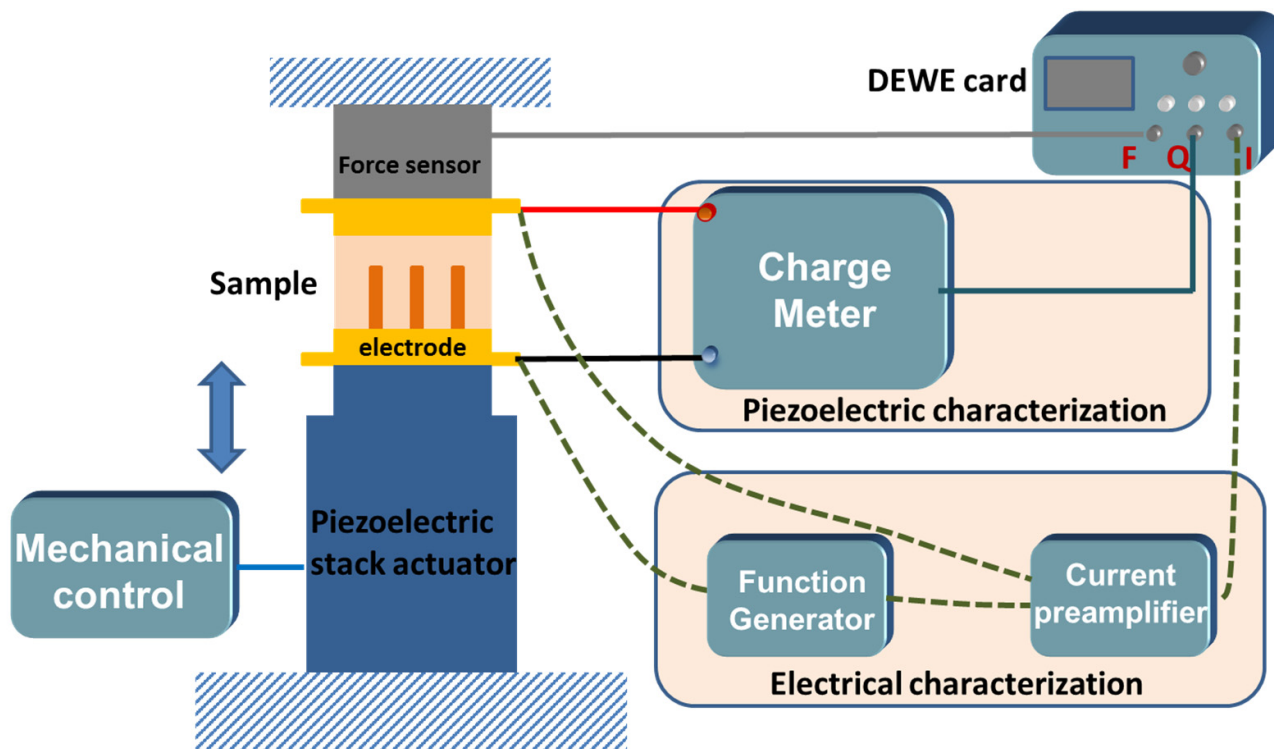 DEWE card
F Q I
Force sensor
Sample
electrode
Charge
Meter
Piezoelectric characterization
Mechanical
control
Piezoelectric
stack actuator
Function
Generator
Current
preamplifier
Electrical characterization